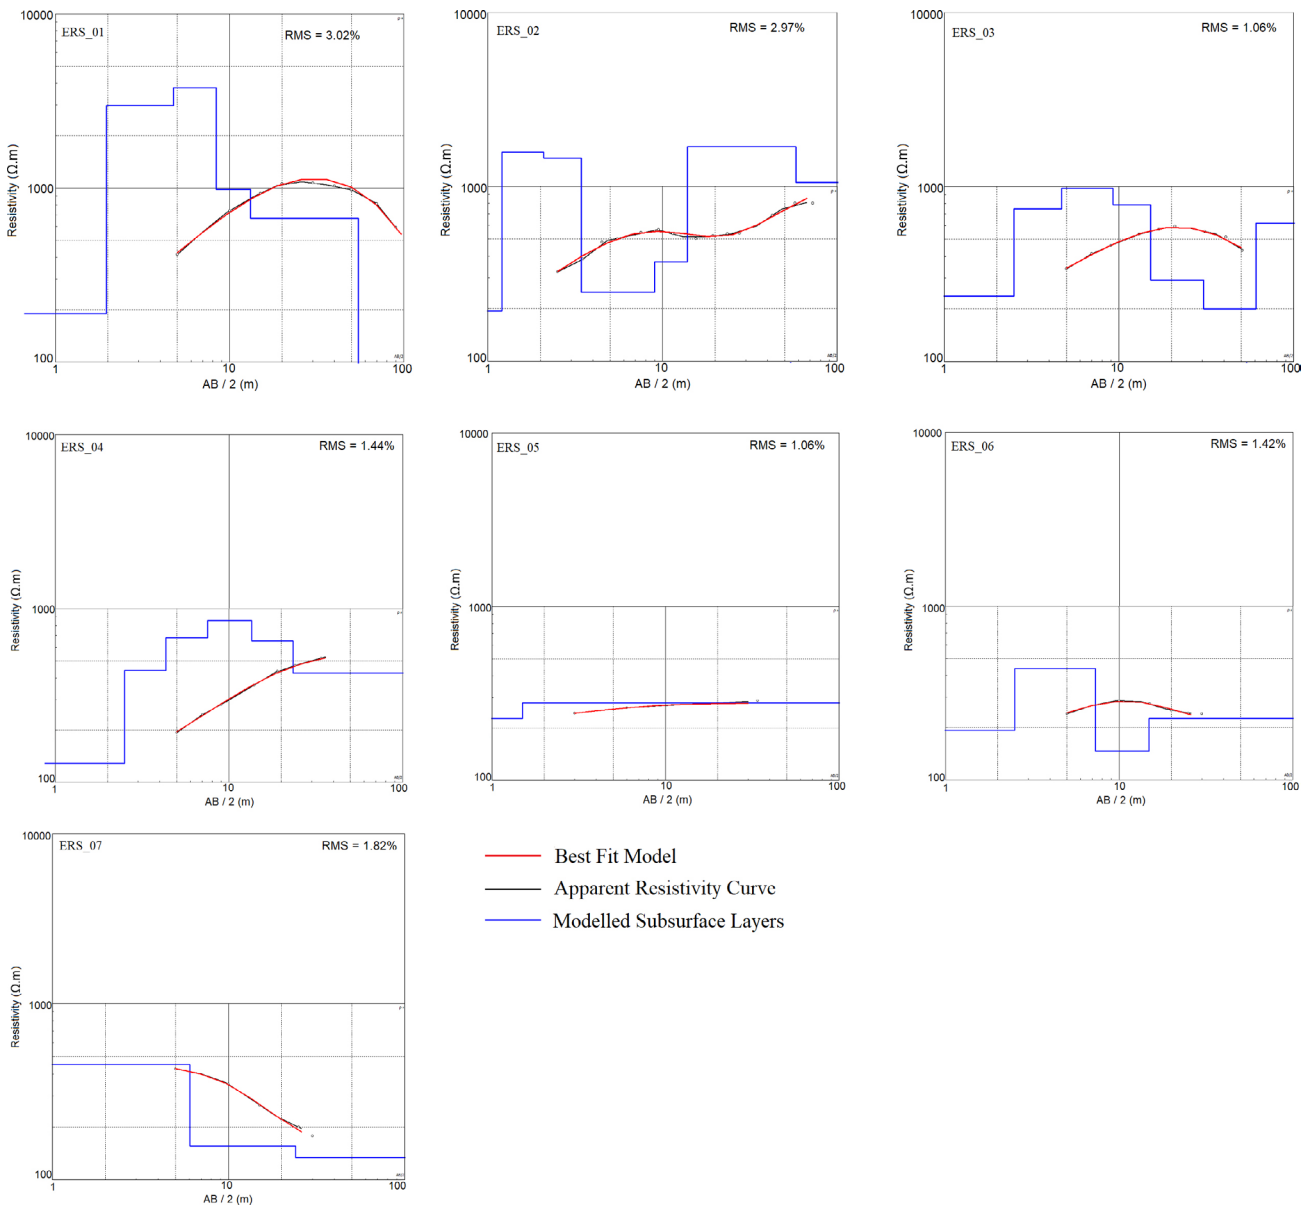 10000
ERS_01
RMS = 3.02%
Resistivity (Ω.m)
1000
100
1
10
100
AB / 2 (m)
10000
ERS_02
RMS = 2.97%
Resistivity (Ω.m)
1000
100
1
10
100
AB / 2 (m)
10000
ERS_03
RMS = 1.06%
Resistivity (Ω.m)
1000
100
1
10
100
AB / 2 (m)
10000
ERS_04
RMS = 1.44%
Resistivity (Ω.m)
1000
100
1
10
100
AB / 2 (m)
10000
ERS_05
RMS = 1.06%
Resistivity (Ω.m)
1000
100
1
10
100
AB / 2 (m)
10000
ERS_06
RMS = 1.42%
Resistivity (Ω.m)
1000
100
1
10
100
AB / 2 (m)
10000
ERS_07
RMS = 1.82%
Resistivity (Ω.m)
1000
100
1
10
100
AB / 2 (m)
Best Fit Model
Apparent Resistivity Curve
Modelled Subsurface Layers